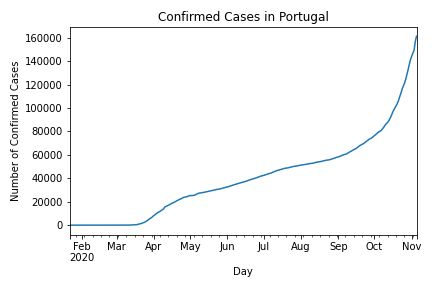 Confirmed Cases in Portugal
Number of Confirmed Cases
160000
140000
120000
100000
80000
60000
40000
20000
0
Feb Mar Apr May Jun Jul Aug Sep Oct Nov
2020
Day